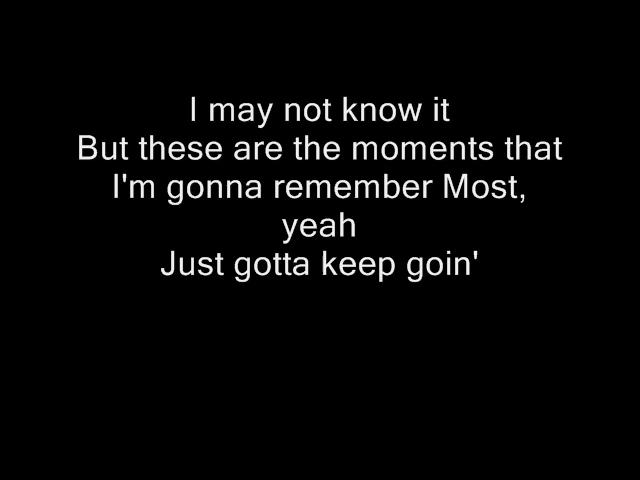 I may not know it
But these are the moments that
I'm gonna remember Most,
yeah
Just gotta keep goin'